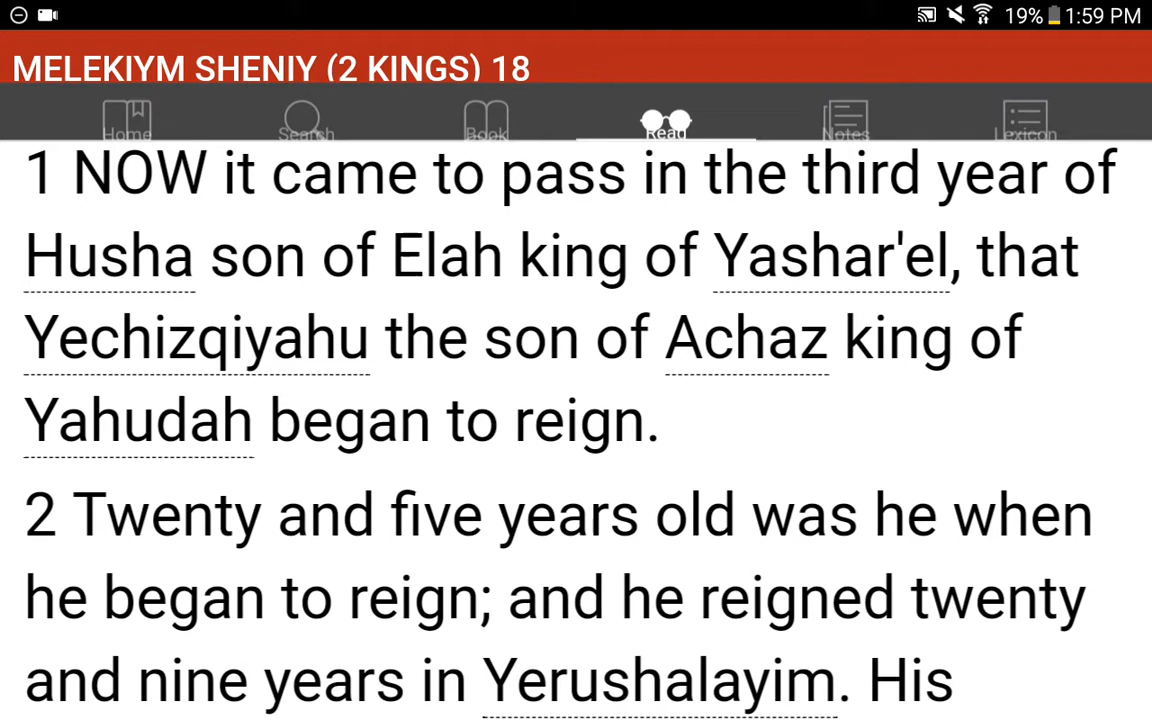 19% 1:59 PM
MELEKIYM SHENIY (2 KINGS) 18
Home Search Book Read Notes Lexicon
1 NOW it came to pass in the third year of
Husha son of Elah king of Yashar'el, that
Yechizqiyahu the son of Achaz king of
Yahudah began to reign.
2 Twenty and five years old was he when
he began to reign; and he reigned twenty
and nine years in Yerushalayim. His